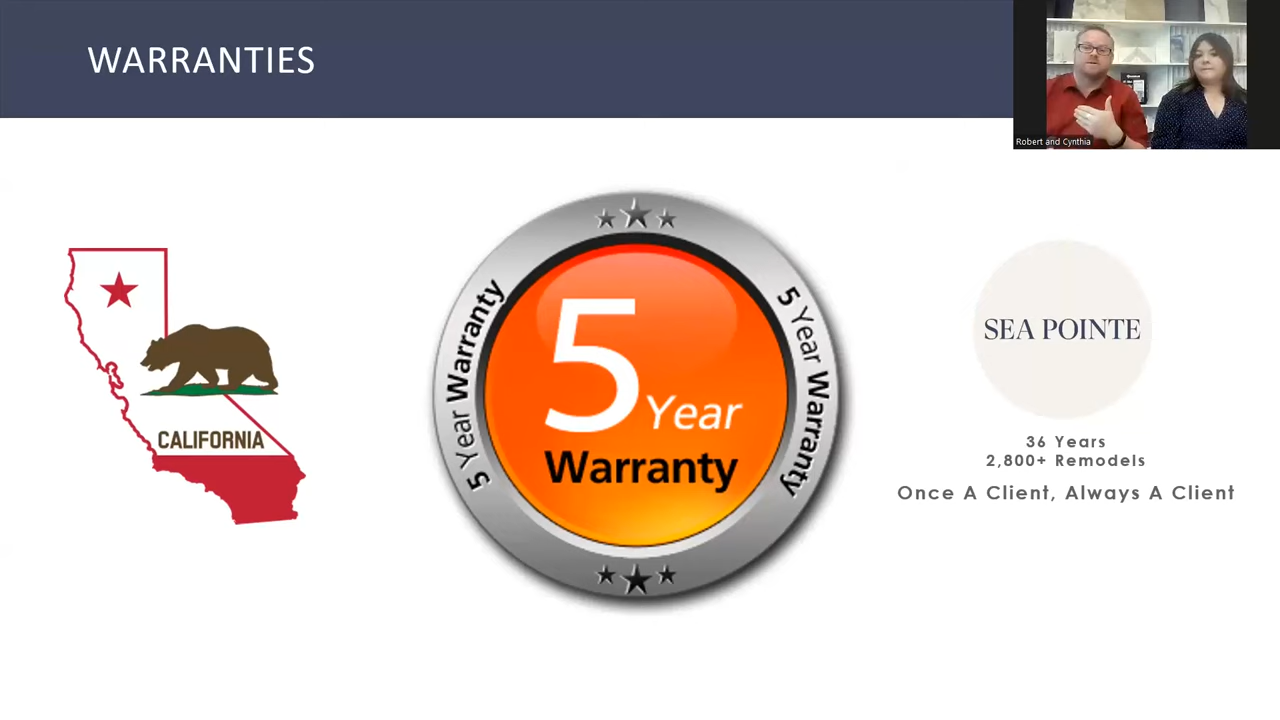 WARRANTIES
Robert and Cynthia
CALIFORNIA
5 Year Warranty
5 Year
Warranty
5 Year Warranty
SEA POINTE
36 Years
2,800+ Remodels
Once A Client, Always A Client